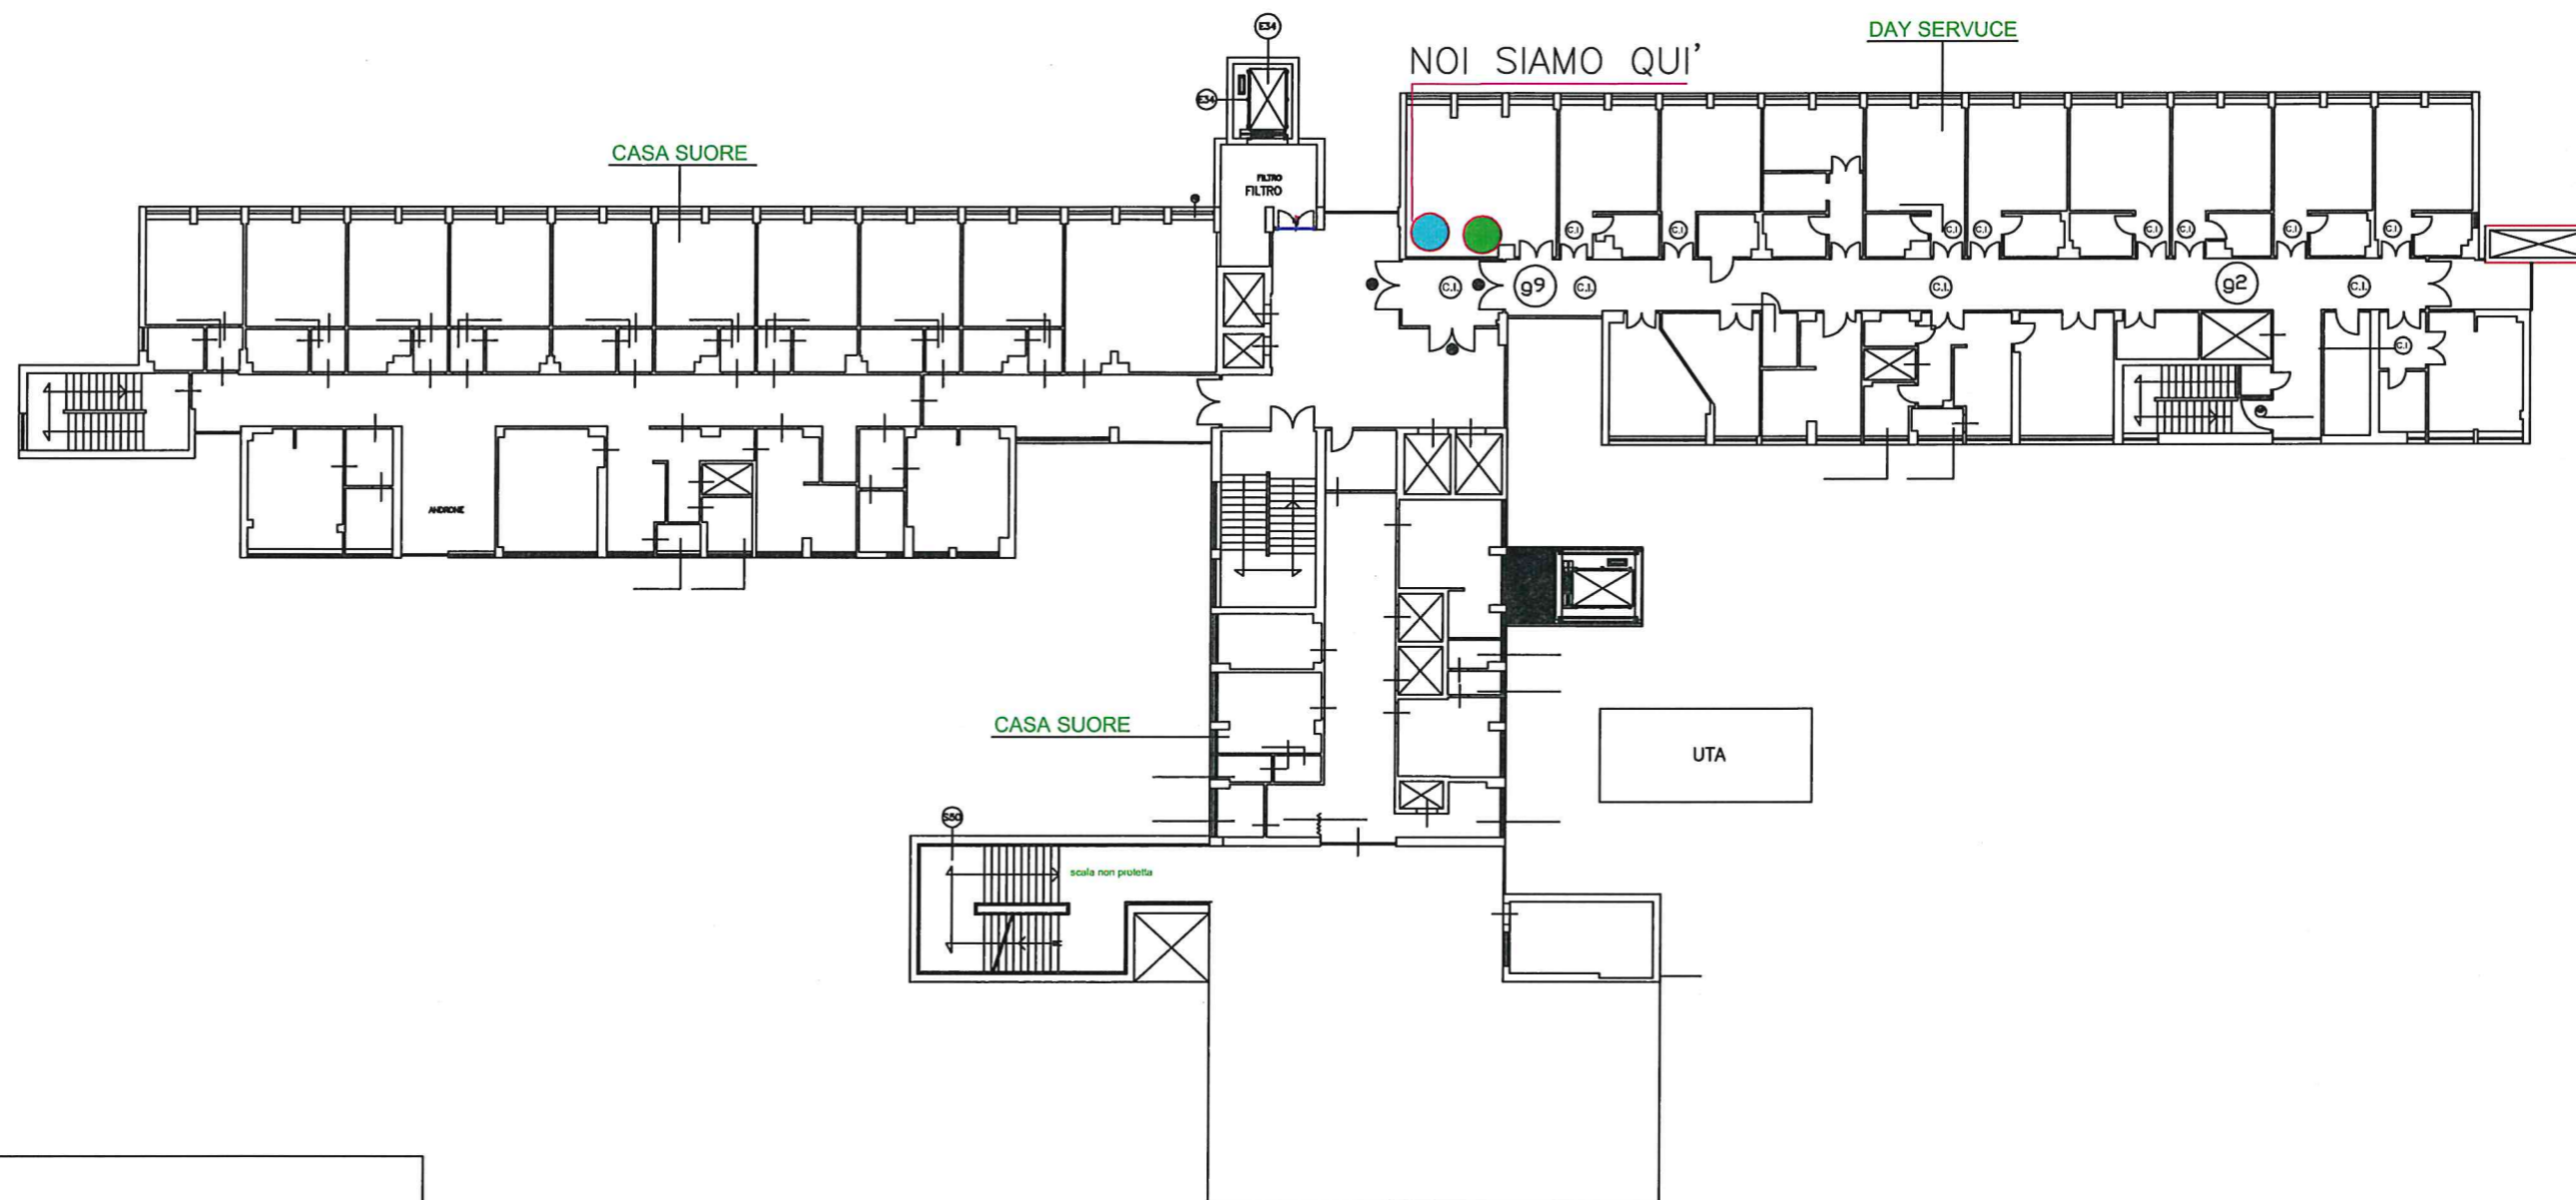 E34
DAY SERVUCE
NOI SIAMO QUI'
E34
CASA SUORE
FILTRO
FILTRO
C.I.
C.I.
C.I.
C.I.
C.I.
C.I.
C.I.
C.I.
C.I.
g9
C.I.
C.I.
g2
C.I.
C.I.
ANDRONE
CASA SUORE
UTA
S50
scala non protetta